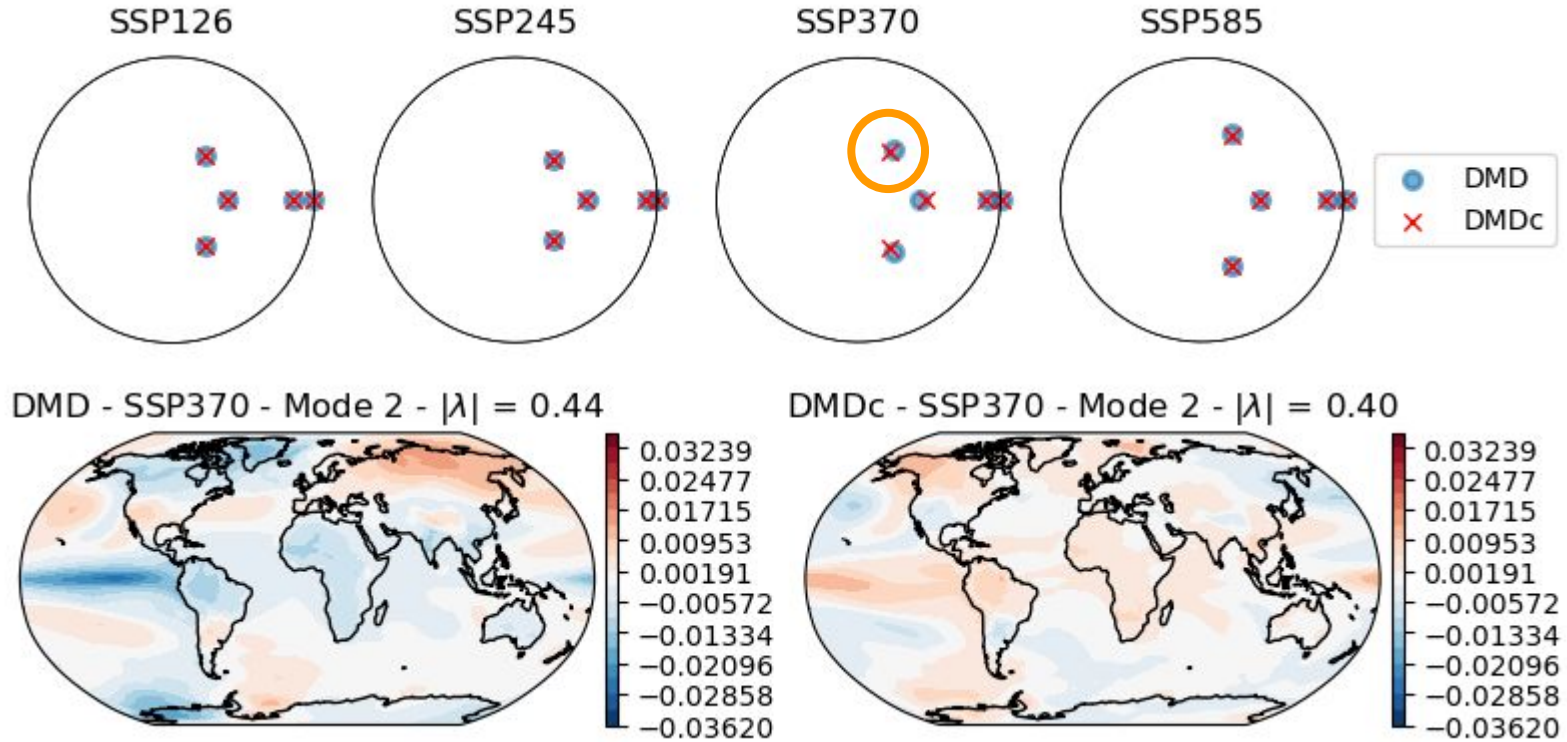 SSP126
SSP245
SSP370
SSP585
DMD
DMDc
DMD - SSP370 - Mode 2 - |λ| = 0.44
0.03239
0.02477
0.01715
0.00953
0.00191
−0.00572
−0.01334
−0.02096
−0.02858
−0.03620
DMDc - SSP370 - Mode 2 - |λ| = 0.40
0.03239
0.02477
0.01715
0.00953
0.00191
−0.00572
−0.01334
−0.02096
−0.02858
−0.03620